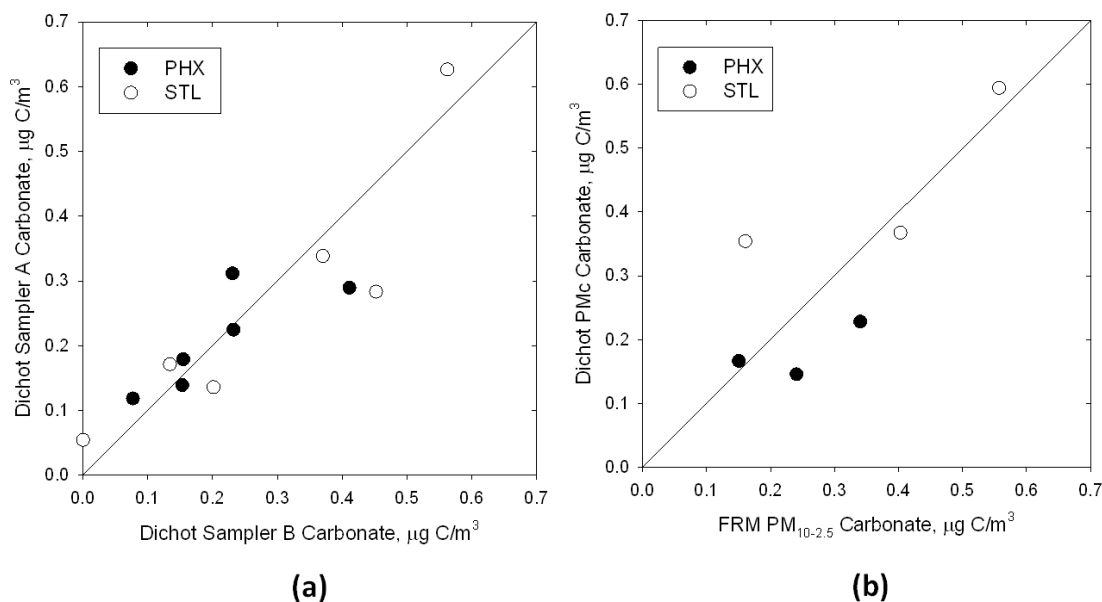 0.7
0.6
0.5
0.4
0.3
0.2
0.1
0.0
Dichot Sampler A Carbonate, μg C/m³
PHX
STL
0.0 0.1 0.2 0.3 0.4 0.5 0.6 0.7
Dichot Sampler B Carbonate, μg C/m³
(a)
0.7
0.6
0.5
0.4
0.3
0.2
0.1
0.0
Dichot PMc Carbonate, μg C/m³
PHX
STL
0.0 0.1 0.2 0.3 0.4 0.5 0.6 0.7
FRM PM₁₀₋₂.₅ Carbonate, μg C/m³
(b)